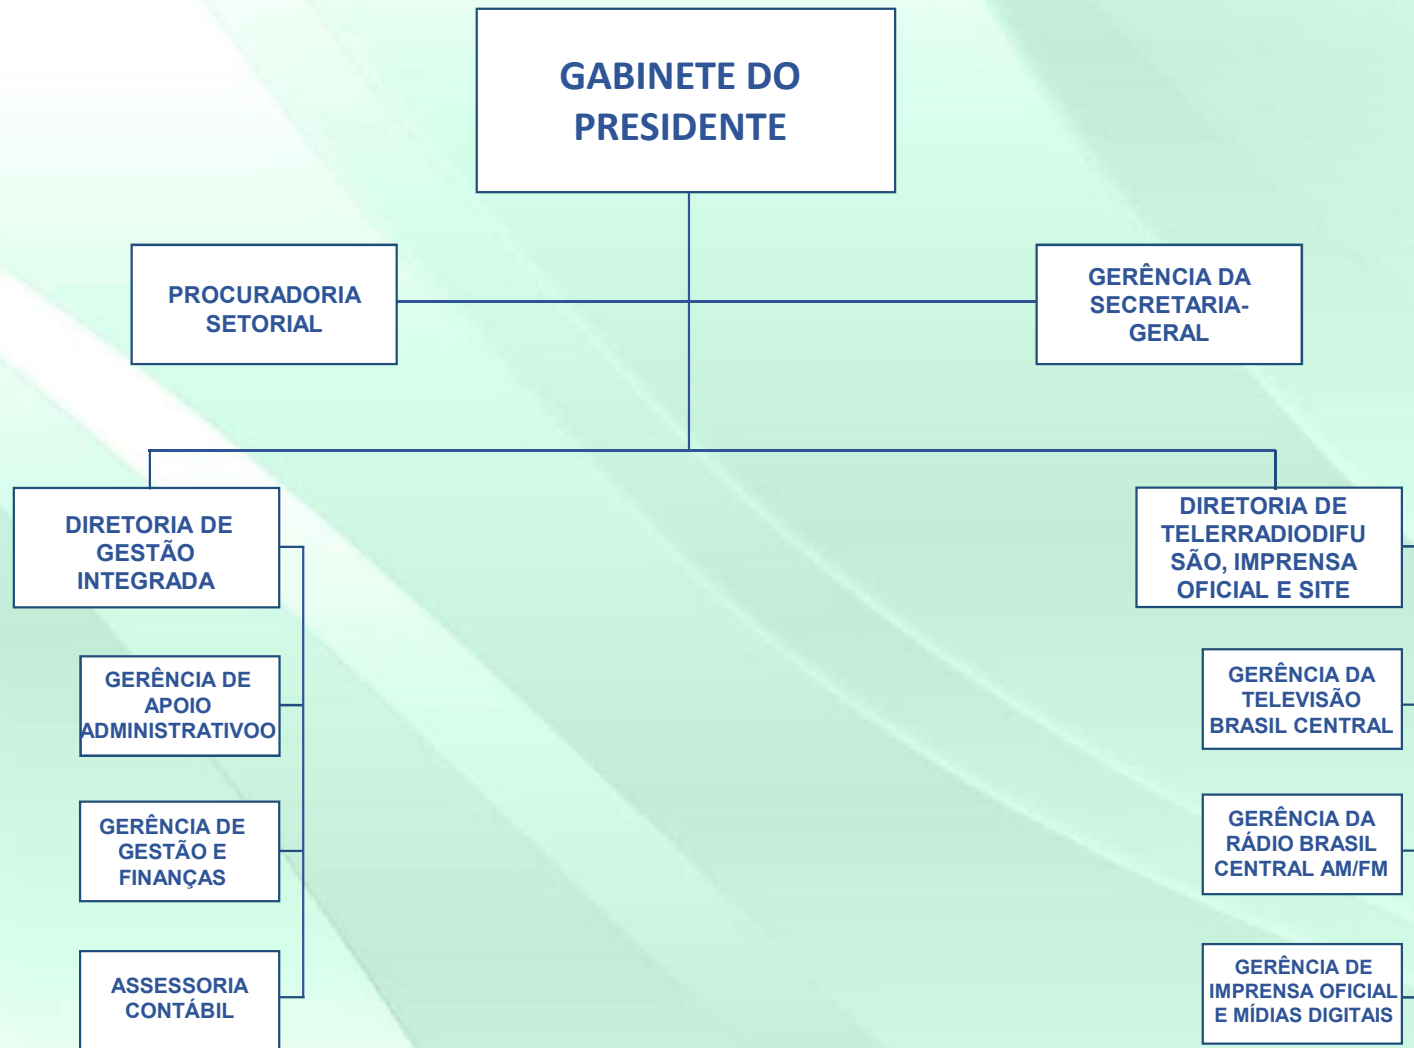 GABINETE DO
PRESIDENTE
PROCURADORIA
SETORIAL
GERÊNCIA DA
SECRETARIA-
GERAL
DIRETORIA DE
GESTÃO
INTEGRADA
GERÊNCIA DE
APOIO
ADMINISTRATIVOO
GERÊNCIA DE
GESTÃO E
FINANÇAS
ASSESSORIA
CONTÁBIL
DIRETORIA DE
TELERRADIODIFU
SÃO, IMPRENSA
OFICIAL E SITE
GERÊNCIA DA
TELEVISÃO
BRASIL CENTRAL
GERÊNCIA DA
RÁDIO BRASIL
CENTRAL AM/FM
GERÊNCIA DE
IMPRENSA OFICIAL
E MÍDIAS DIGITAIS